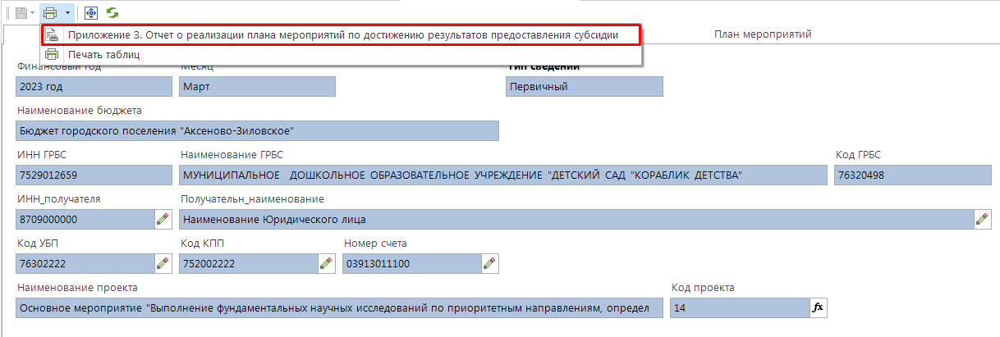 Приложение 3. Отчет о реализации плана мероприятий по достижению результатов предоставления субсидии
План мероприятий
Печать таблиц
Финансовый год Месяц Тип сведений
2023 год Март Первичный
Наименование бюджета
Бюджет городского поселения "Аксеново-Зиловское"
ИНН ГРБС Наименование ГРБС Код ГРБС
7529012659 МУНИЦИПАЛЬНОЕ ДОШКОЛЬНОЕ ОБРАЗОВАТЕЛЬНОЕ УЧРЕЖДЕНИЕ "ДЕТСКИЙ САД "КОРАБЛИК ДЕТСТВА" 76320498
ИНН_получателя Получательн_наименование
8709000000 Наименование Юридического лица
Код УБП Код КПП Номер счета
76302222 752002222 03913011100
Наименование проекта Код проекта
Основное мероприятие "Выполнение фундаментальных научных исследований по приоритетным направлениям, определ 14 fx